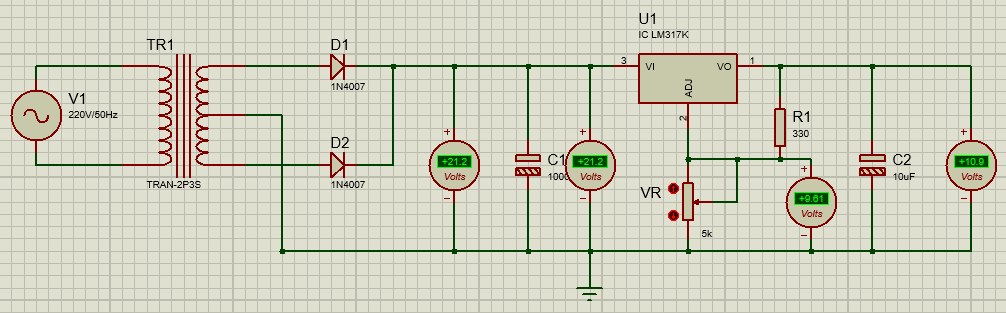 U1
IC LM317K
TR1
D1
1N4007
3
VI
VO
1
ADJ
2
V1
220V/50Hz
R1
330
D2
1N4007
TRAN-2P3S
+
+21.2
Volts
−
C1
+
+21.2
Volts
−
VR
5k
+
+9.61
Volts
−
C2
10uF
+
+10.9
Volts
−